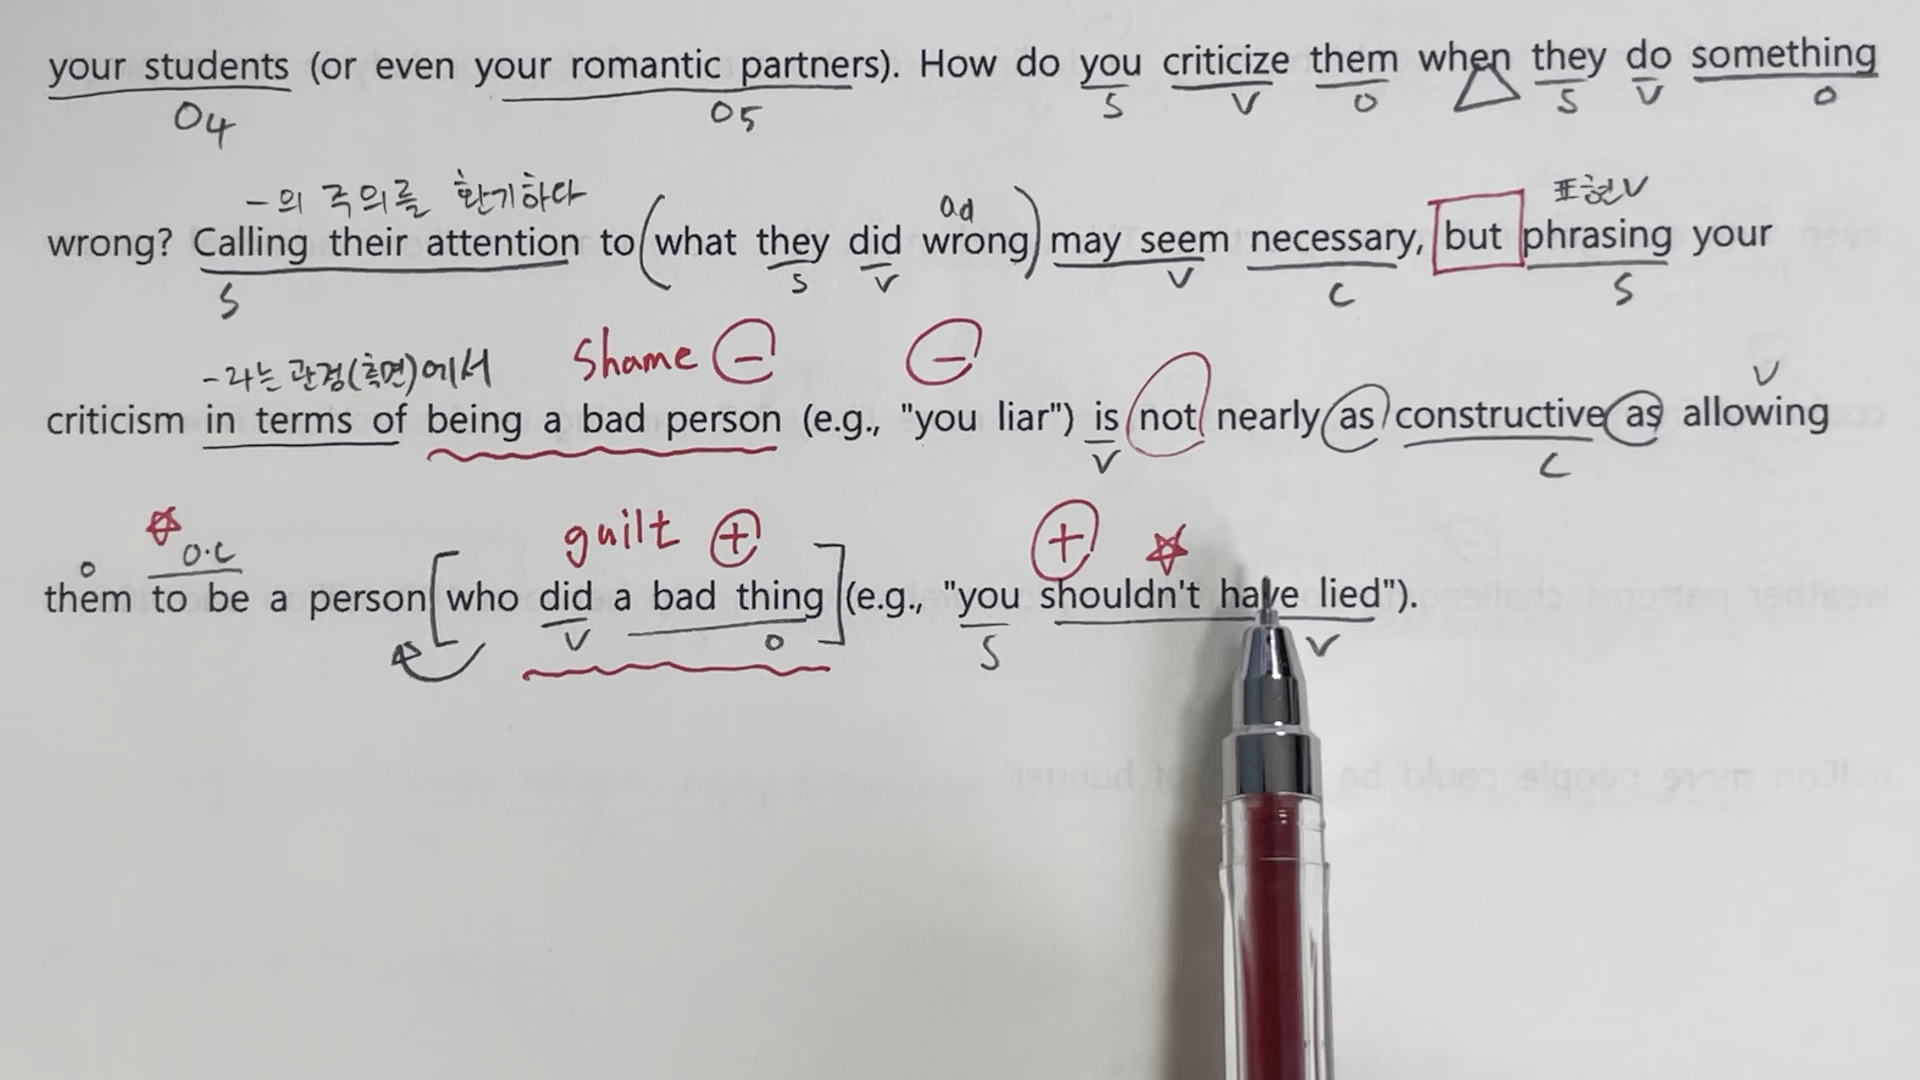 your students (or even your romantic partners). How do you criticize them when they do something
O4 O5 S V O S V O
-의 주의를 환기하다 ad 표현V
wrong? Calling their attention to (what they did wrong) may seem necessary, but phrasing your
S S V V C S
-라는 관점(측면)에서 Shame - - V
criticism in terms of being a bad person (e.g., "you liar") is not nearly as constructive as allowing
V C
O O.C guilt + +
them to be a person [who did a bad thing] (e.g., "you shouldn't have lied").
V O S V